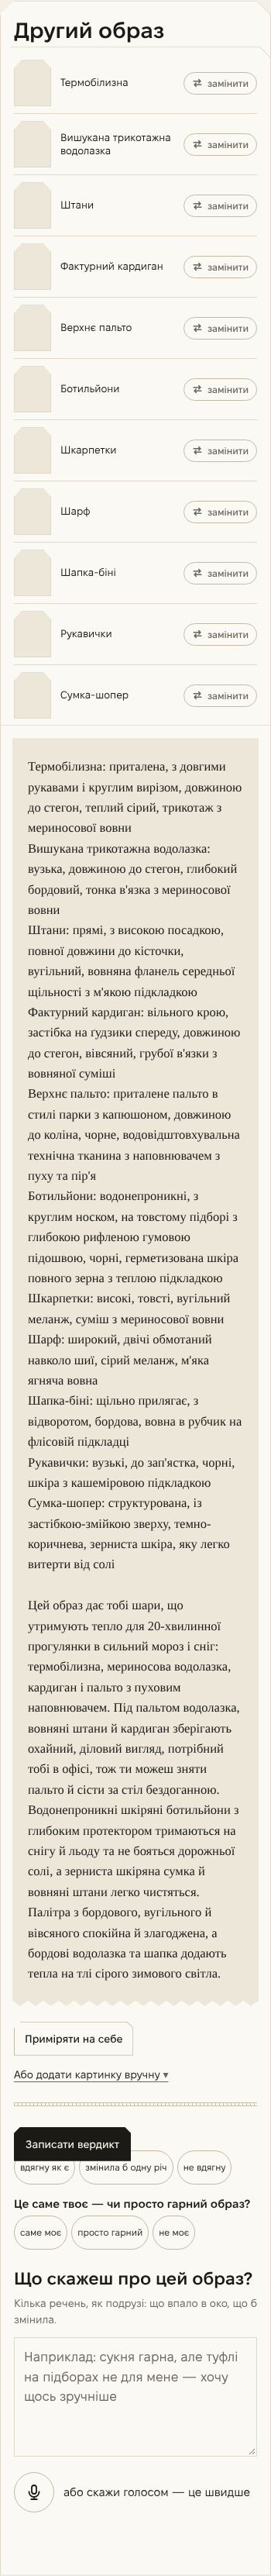 Другий образ
Термобілизна
замінити
Вишукана трикотажна
водолазка
замінити
Штани
замінити
Фактурний кардиган
замінити
Верхнє пальто
замінити
Ботильйони
замінити
Шкарпетки
замінити
Шарф
замінити
Шапка-біні
замінити
Рукавички
замінити
Сумка-шопер
замінити
Термобілизна: приталена, з довгими
рукавами і круглим вирізом, довжиною
до стегон, теплий сірий, трикотаж з
мериносової вовни
Вишукана трикотажна водолазка:
вузька, довжиною до стегон, глибокий
бордовий, тонка в'язка з мериносової
вовни
Штани: прямі, з високою посадкою,
повної довжини до кісточки,
вугільний, вовняна фланель середньої
щільності з м'якою підкладкою
Фактурний кардиган: вільного крою,
застібка на ґудзики спереду, довжиною
до стегон, вівсяний, грубої в'язки з
вовняної суміші
Верхнє пальто: приталене пальто в
стилі парки з капюшоном, довжиною
до коліна, чорне, водовідштовхувальна
технічна тканина з наповнювачем з
пуху та пір'я
Ботильйони: водонепроникні, з
круглим носком, на товстому підборі з
глибокою рифленою гумовою
підошвою, чорні, герметизована шкіра
повного зерна з теплою підкладкою
Шкарпетки: високі, товсті, вугільний
меланж, суміш з мериносової вовни
Шарф: широкий, двічі обмотаний
навколо шиї, сірий меланж, м'яка
ягняча вовна
Шапка-біні: щільно прилягає, з
відворотом, бордова, вовна в рубчик на
флісовій підкладці
Рукавички: вузькі, до зап'ястка, чорні,
шкіра з кашеміровою підкладкою
Сумка-шопер: структурована, із
застібкою-змійкою зверху, темно-
коричнева, зерниста шкіра, яку легко
витерти від солі
Цей образ дає тобі шари, що
утримують тепло для 20-хвилинної
прогулянки в сильний мороз і сніг:
термобілизна, мериносова водолазка,
кардиган і пальто з пуховим
наповнювачем. Під пальтом водолазка,
вовняні штани й кардиган зберігають
охайний, діловий вигляд, потрібний
тобі в офісі, тож ти можеш зняти
пальто й сісти за стіл бездоганною.
Водонепроникні шкіряні ботильйони з
глибоким протектором тримаються на
снігу й льоду та не бояться дорожньої
солі, а зерниста шкіряна сумка й
вовняні штани легко чистяться.
Палітра з бордового, вугільного й
вівсяного спокійна й злагоджена, а
бордові водолазка та шапка додають
тепла на тлі сірого зимового світла.
Приміряти на себе
Або додати картинку вручну ▾
Записати вердикт
вдягну як є
змінила б одну річ
не вдягну
Це саме твоє — чи просто гарний образ?
саме моє
просто гарний
не моє
Що скажеш про цей образ?
Кілька речень, як подрузі: що впало в око, що б
змінила.
Наприклад: сукня гарна, але туфлі
на підборах не для мене — хочу
щось зручніше
або скажи голосом — це швидше